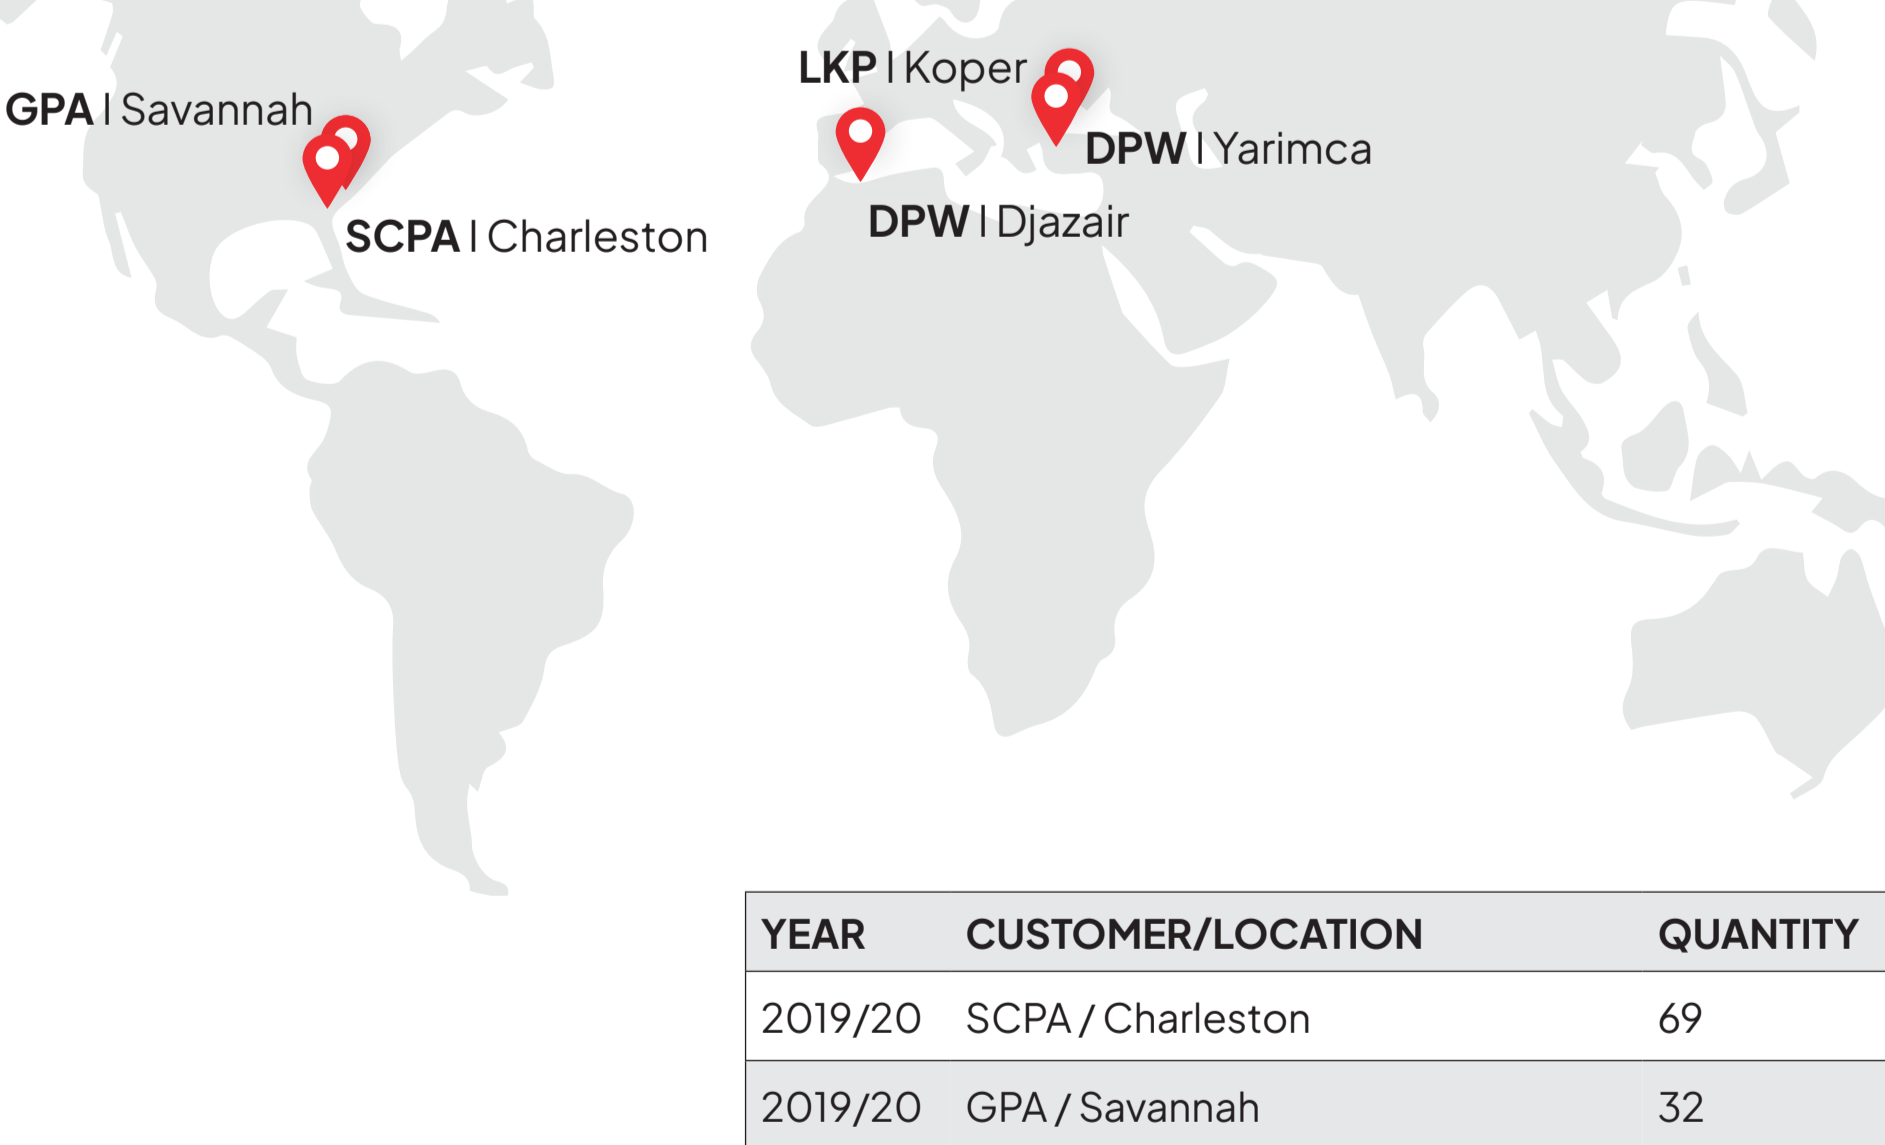 LKP | Koper
GPA | Savannah
DPW | Yarimca
DPW | Djazair
SCPA | Charleston
YEAR CUSTOMER/LOCATION QUANTITY
2019/20 SCPA / Charleston 69
2019/20 GPA / Savannah 32